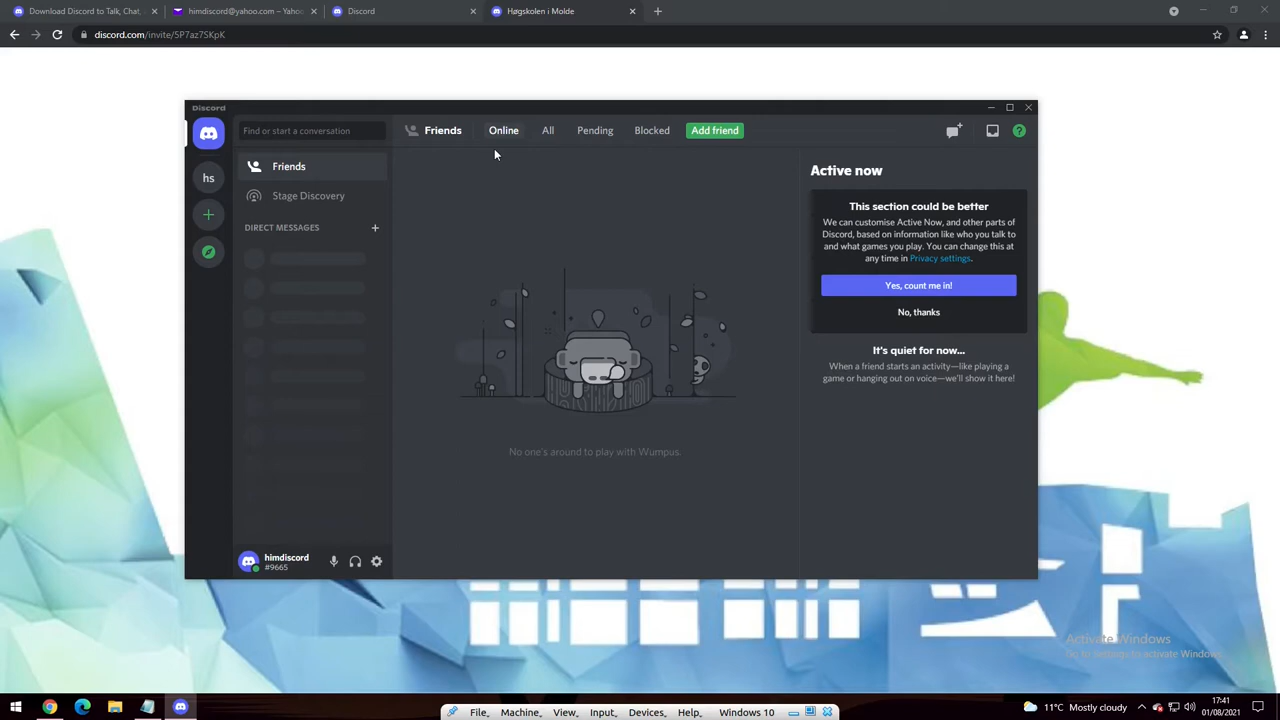 Download Discord to Talk, Chat,
himdiscord@yahoo.com – Yahoo
Discord
Høgskolen i Molde
discord.com/invite/5P7az7SKpK
Discord
Find or start a conversation
Friends
Online
All
Pending
Blocked
Add friend
hs
Friends
Stage Discovery
DIRECT MESSAGES
No one's around to play with Wumpus.
Active now
This section could be better
We can customise Active Now, and other parts of
Discord, based on information like who you talk to
and what games you play. You can change this at
any time in Privacy settings.
Yes, count me in!
No, thanks
It's quiet for now...
When a friend starts an activity—like playing a
game or hanging out on voice—we'll show it here!
himdiscord
#9665
Activate Windows
Go to Settings to activate Windows.
11°C Mostly cloudy
17:41
01/08/2021
File, Machine, View, Input, Devices, Help, Windows 10